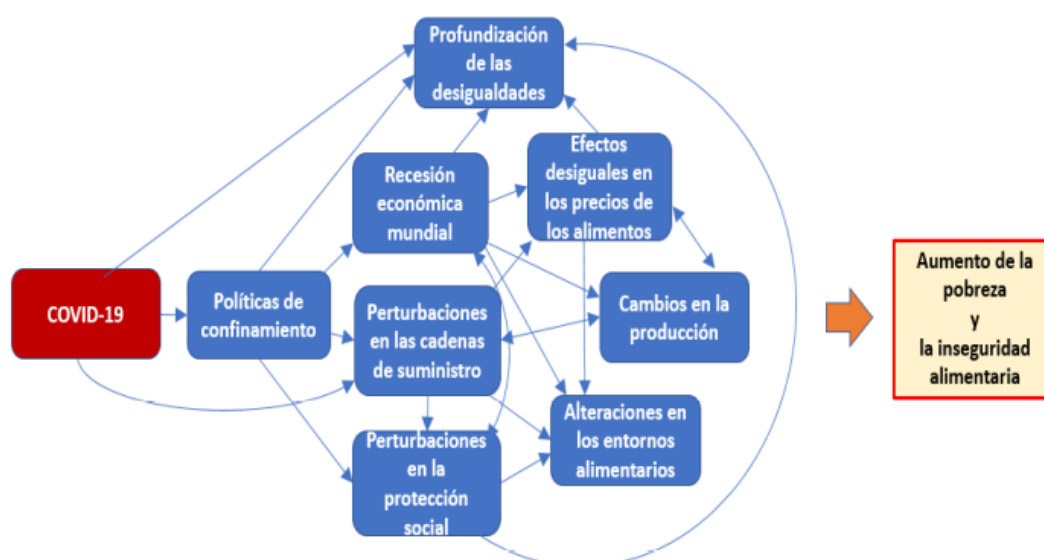 Profundización
de las
desigualdades
Efectos
desiguales en
los precios de
los alimentos
Recesión
económica
mundial
COVID-19
Políticas de
confinamiento
Perturbaciones
en las cadenas
de suministro
Cambios en la
producción
Aumento de la
pobreza
y
la inseguridad
alimentaria
Alteraciones en
los entornos
alimentarios
Perturbaciones
en la
protección
social